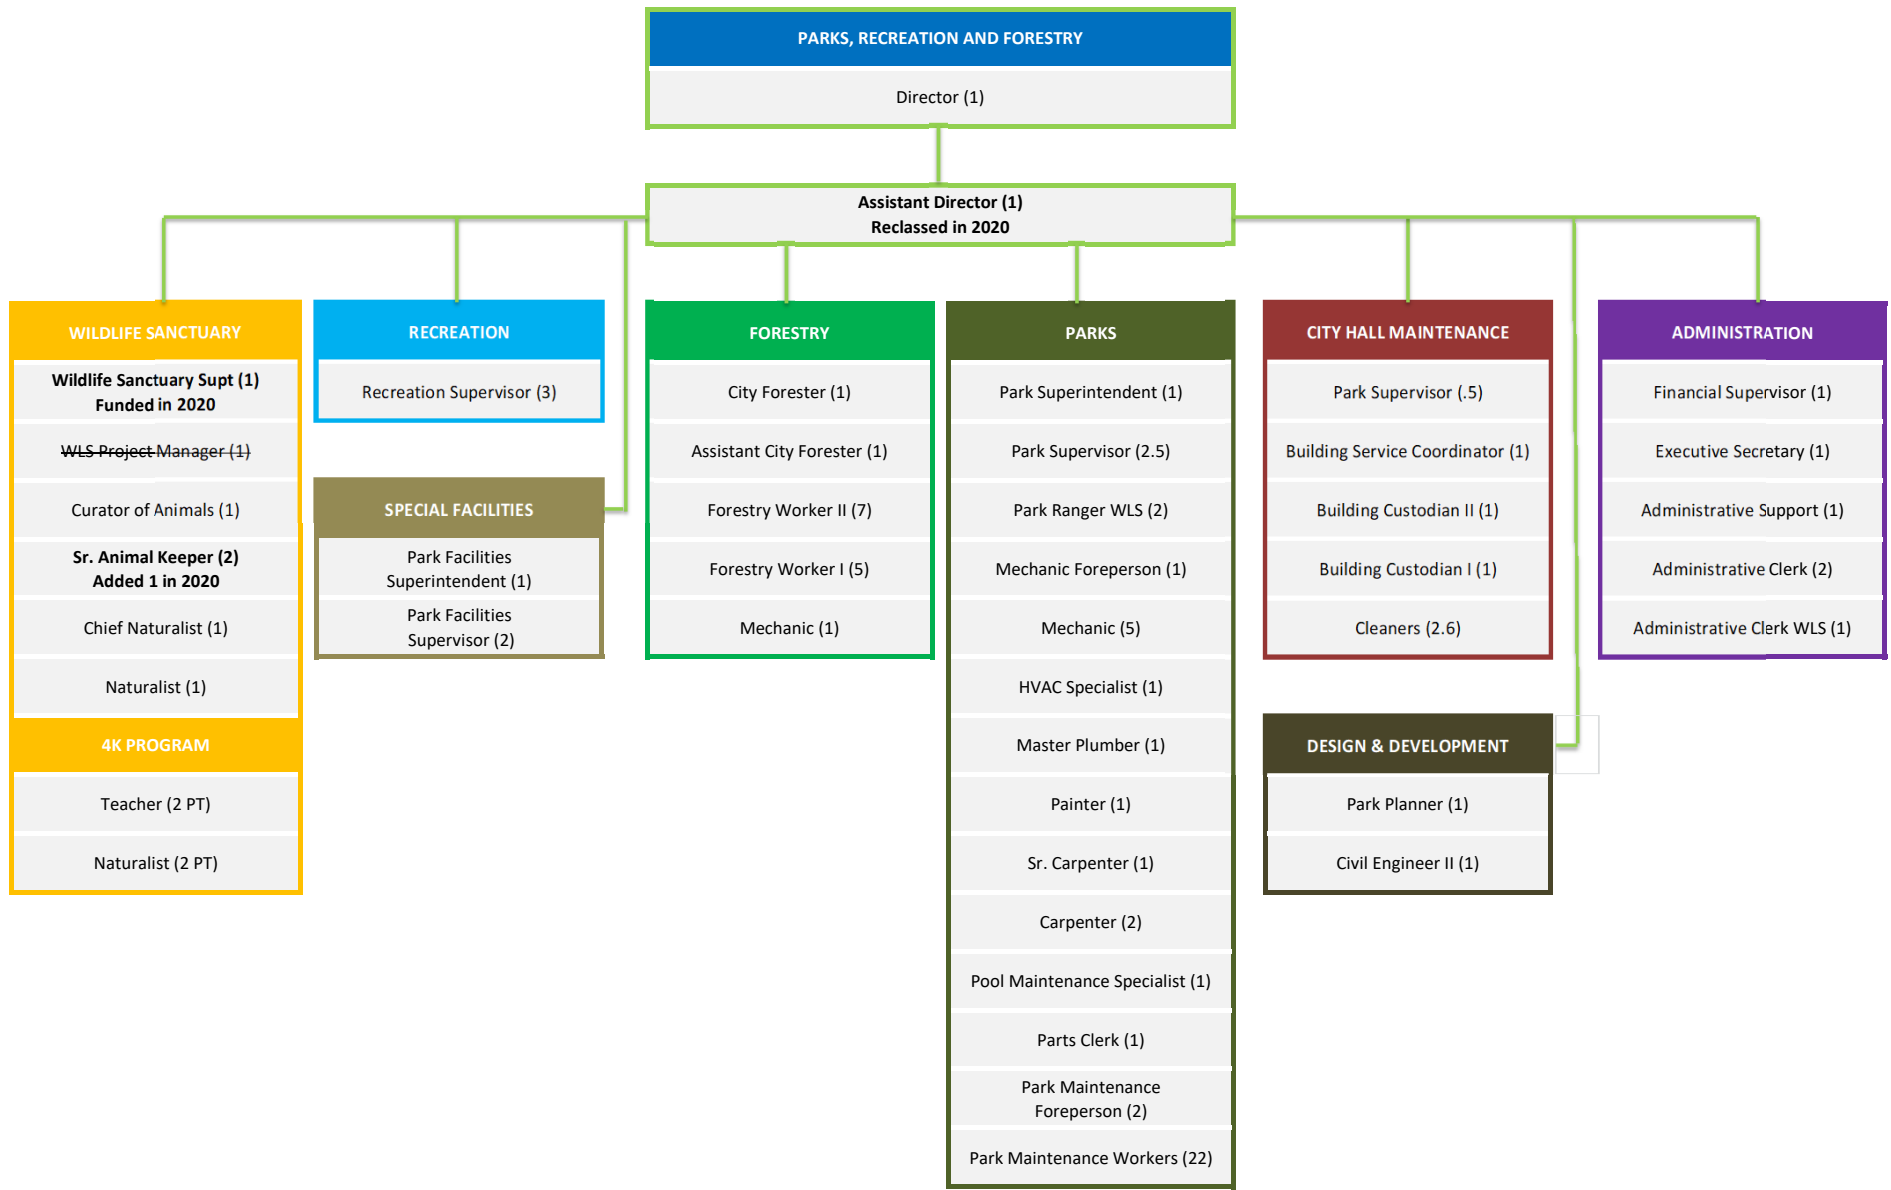 PARKS, RECREATION AND FORESTRY
Director (1)
Assistant Director (1)
Reclassed in 2020
WILDLIFE SANCTUARY
Wildlife Sanctuary Supt (1)
Funded in 2020
WLS Project Manager (1)
Curator of Animals (1)
Sr. Animal Keeper (2)
Added 1 in 2020
Chief Naturalist (1)
Naturalist (1)
4K PROGRAM
Teacher (2 PT)
Naturalist (2 PT)
RECREATION
Recreation Supervisor (3)
SPECIAL FACILITIES
Park Facilities
Superintendent (1)
Park Facilities
Supervisor (2)
FORESTRY
City Forester (1)
Assistant City Forester (1)
Forestry Worker II (7)
Forestry Worker I (5)
Mechanic (1)
PARKS
Park Superintendent (1)
Park Supervisor (2.5)
Park Ranger WLS (2)
Mechanic Foreperson (1)
Mechanic (5)
HVAC Specialist (1)
Master Plumber (1)
Painter (1)
Sr. Carpenter (1)
Carpenter (2)
Pool Maintenance Specialist (1)
Parts Clerk (1)
Park Maintenance
Foreperson (2)
Park Maintenance Workers (22)
CITY HALL MAINTENANCE
Park Supervisor (.5)
Building Service Coordinator (1)
Building Custodian II (1)
Building Custodian I (1)
Cleaners (2.6)
DESIGN & DEVELOPMENT
Park Planner (1)
Civil Engineer II (1)
ADMINISTRATION
Financial Supervisor (1)
Executive Secretary (1)
Administrative Support (1)
Administrative Clerk (2)
Administrative Clerk WLS (1)